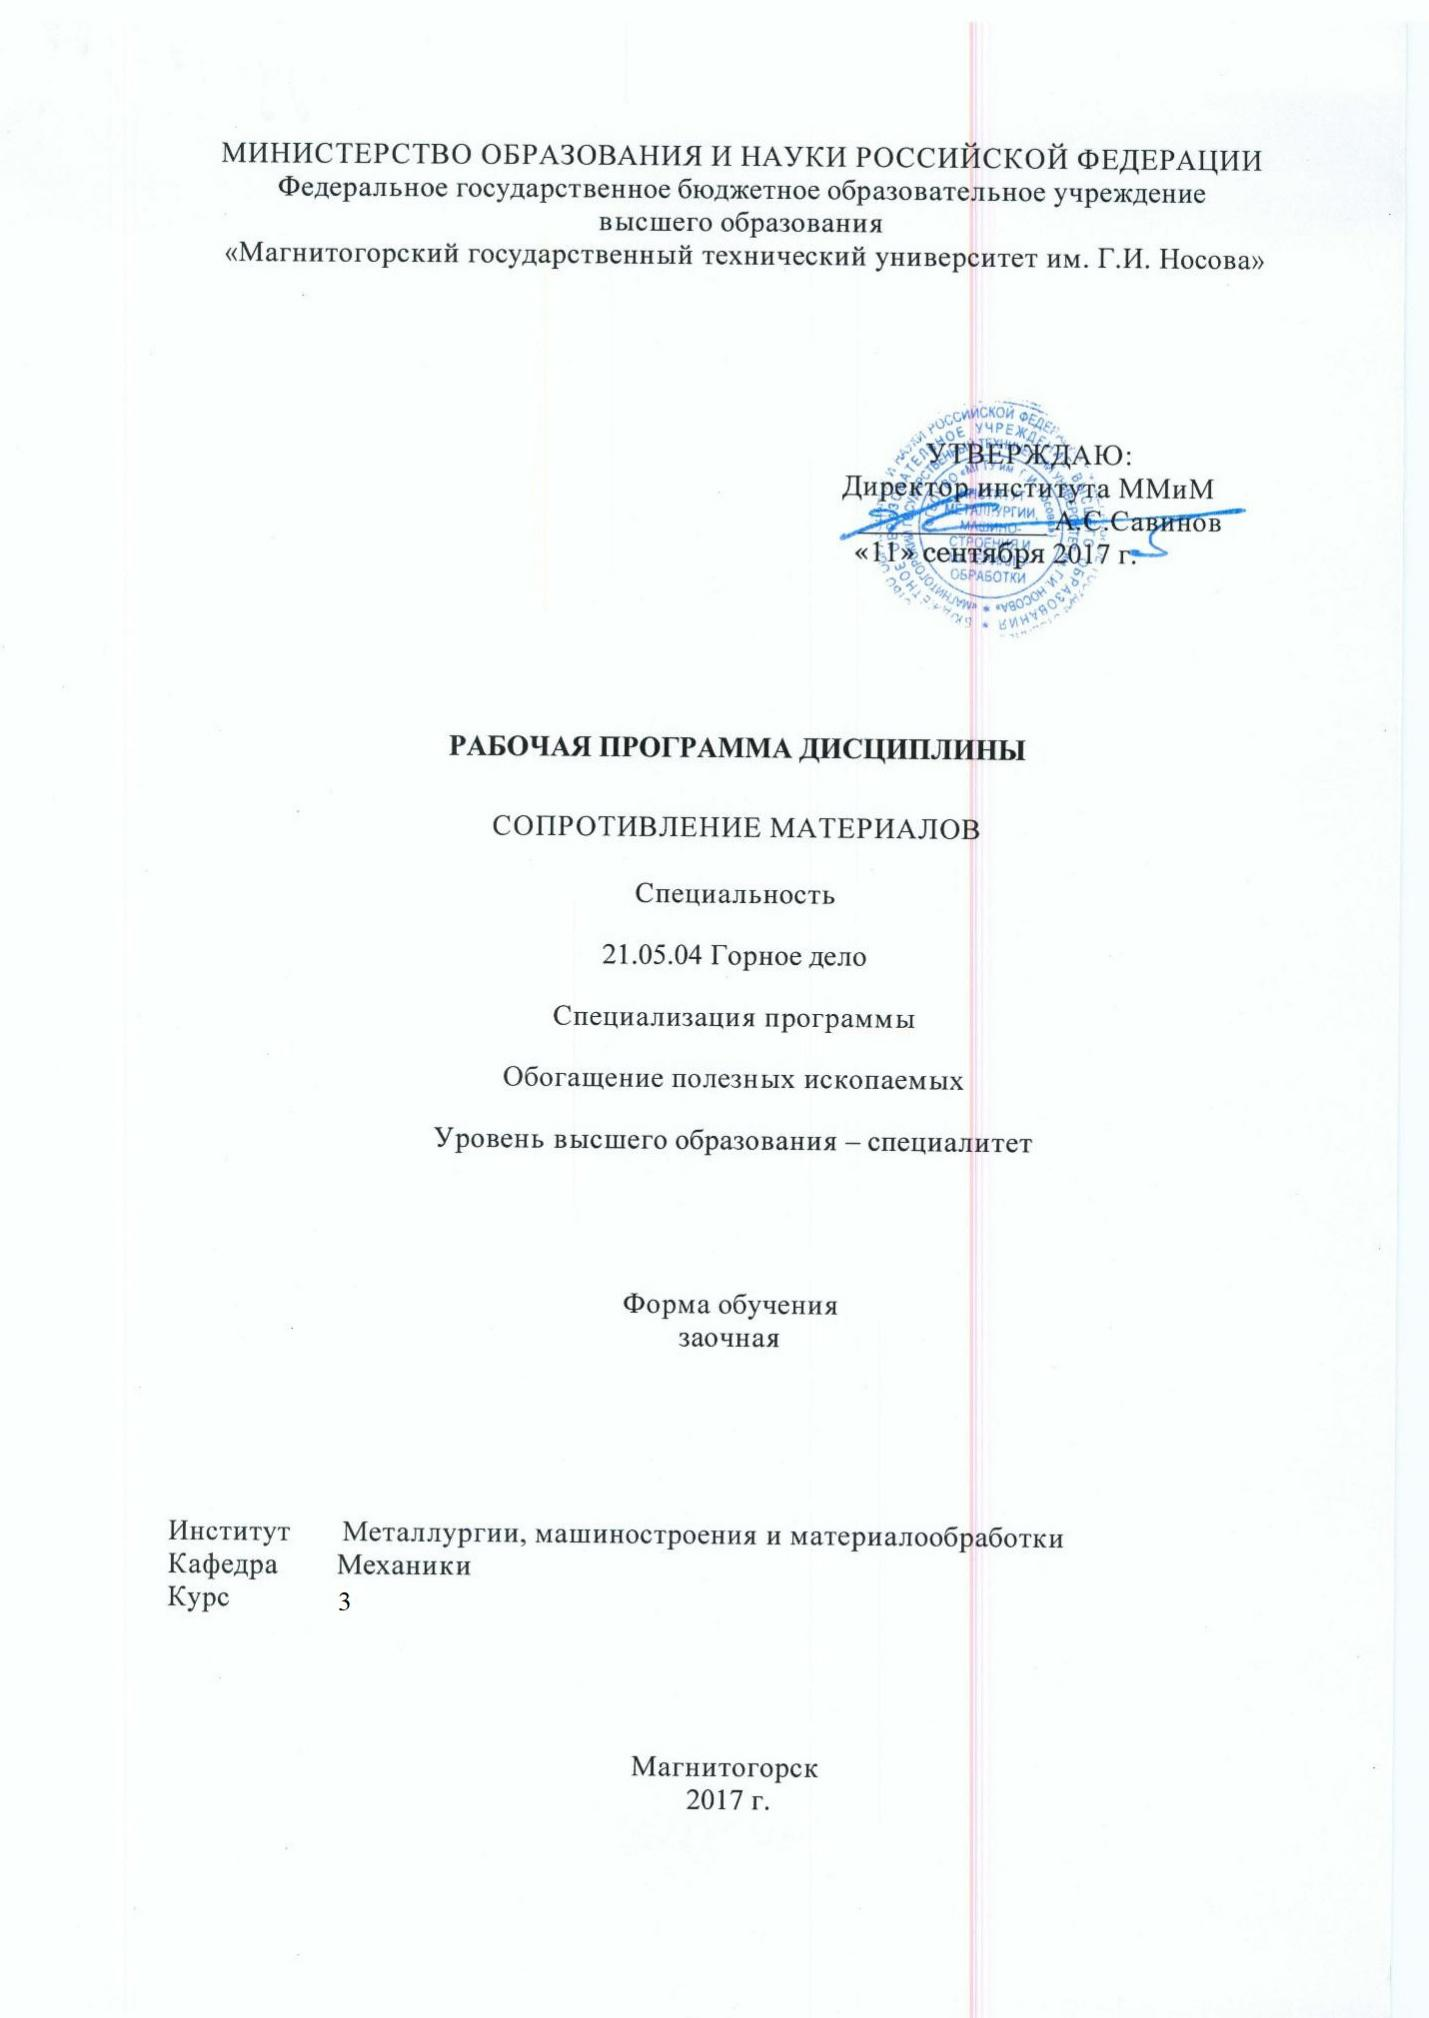 МИНИСТЕРСТВО ОБРАЗОВАНИЯ И НАУКИ РОССИЙСКОЙ ФЕДЕРАЦИИ
Федеральное государственное бюджетное образовательное учреждение
высшего образования
«Магнитогорский государственный технический университет им. Г.И. Носова»
УТВЕРЖДАЮ:
Директор института ММиМ
А.С.Савинов
«11» сентября 2017 г.
РАБОЧАЯ ПРОГРАММА ДИСЦИПЛИНЫ
СОПРОТИВЛЕНИЕ МАТЕРИАЛОВ
Специальность
21.05.04 Горное дело
Специализация программы
Обогащение полезных ископаемых
Уровень высшего образования – специалитет
Форма обучения
заочная
Институт Металлургии, машиностроения и материалообработки
Кафедра Механики
Курс 3
Магнитогорск
2017 г.